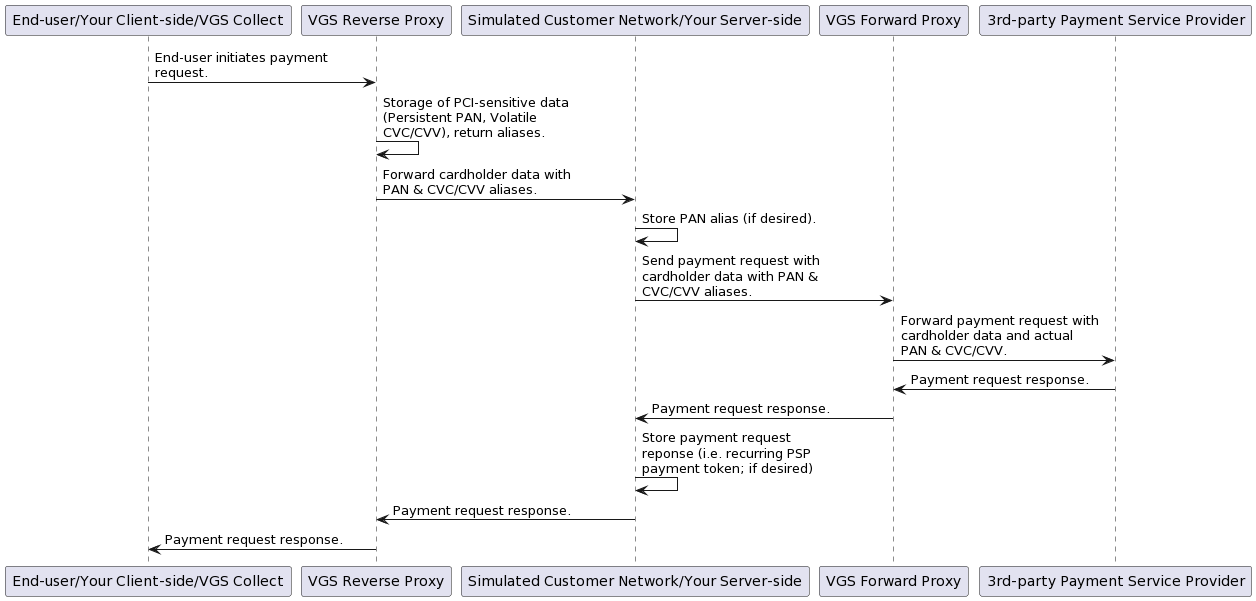 End-user/Your Client-side/VGS Collect
VGS Reverse Proxy
Simulated Customer Network/Your Server-side
VGS Forward Proxy
3rd-party Payment Service Provider
End-user initiates payment
request.
Storage of PCI-sensitive data
(Persistent PAN, Volatile
CVC/CVV), return aliases.
Forward cardholder data with
PAN & CVC/CVV aliases.
Store PAN alias (if desired).
Send payment request with
cardholder data with PAN &
CVC/CVV aliases.
Forward payment request with
cardholder data and actual
PAN & CVC/CVV.
Payment request response.
Payment request response.
Store payment request
reponse (i.e. recurring PSP
payment token; if desired)
Payment request response.
Payment request response.
End-user/Your Client-side/VGS Collect
VGS Reverse Proxy
Simulated Customer Network/Your Server-side
VGS Forward Proxy
3rd-party Payment Service Provider